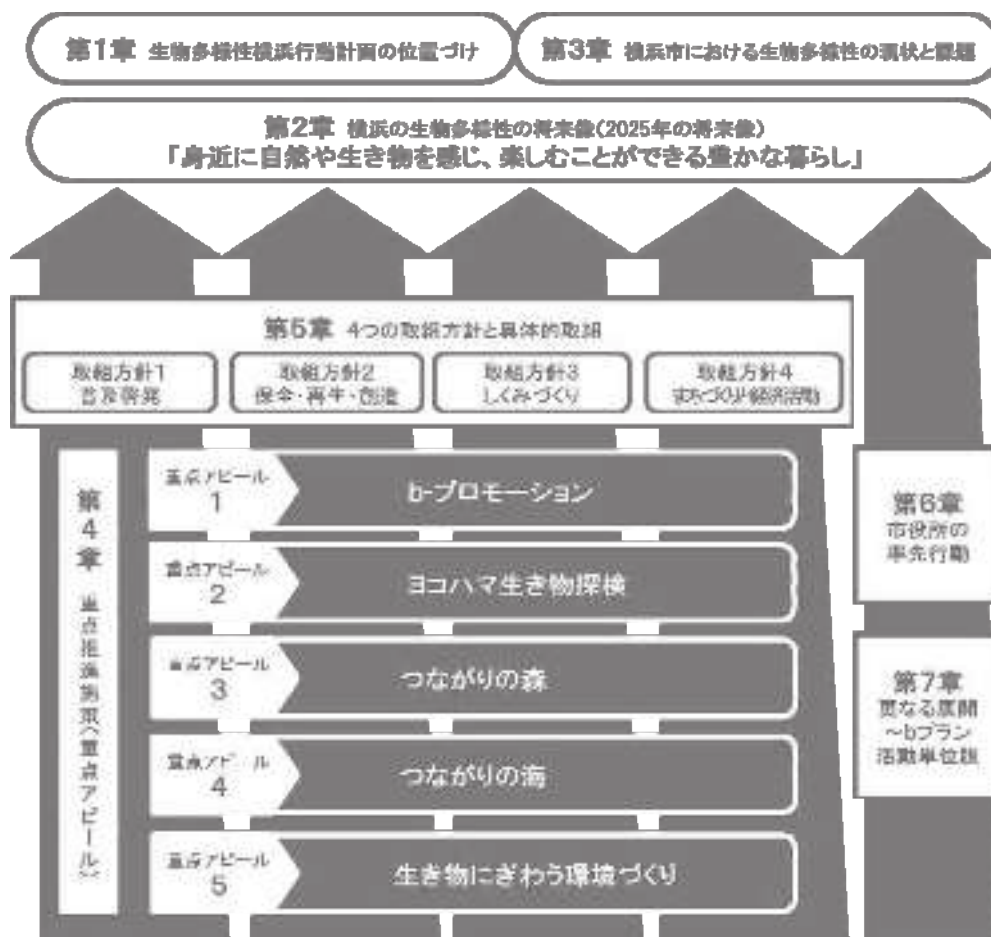 第1章 生物多様性横浜行動計画の位置づけ
第3章 横浜市における生物多様性の現状と課題
第2章 横浜の生物多様性の将来像(2025年の将来像)
「身近に自然や生き物を感じ、楽しむことができる豊かな暮らし」
第5章 4つの取組方針と具体的取組
取組方針1
普及啓発
取組方針2
保全・再生・創造
取組方針3
しくみづくり
取組方針4
まちづくりと経済活動
第4章 重点推進施策(重点アピール)
重点アピール
1
b-プロモーション
重点アピール
2
ヨコハマ生き物探検
重点アピール
3
つながりの森
重点アピール
4
つながりの海
重点アピール
5
生き物にぎわう環境づくり
第6章
市役所の
率先行動
第7章
更なる展開
～bプラン
活動単位